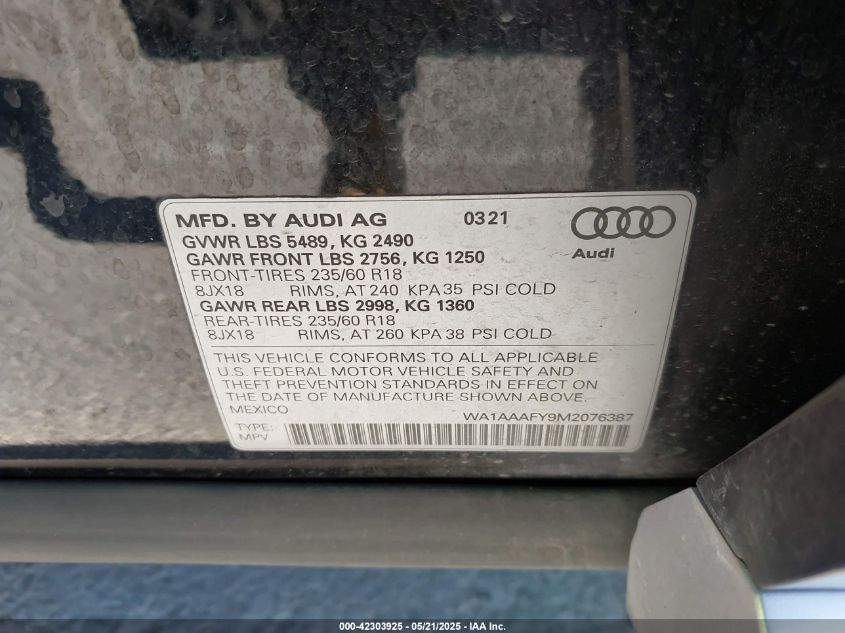 MFD. BY AUDI AG 0321
GVWR LBS 5489, KG 2490
GAWR FRONT LBS 2756, KG 1250
Audi
FRONT-TIRES 235/60 R18
8JX18 RIMS, AT 240 KPA 35 PSI COLD
GAWR REAR LBS 2998, KG 1360
REAR-TIRES 235/60 R18
8JX18 RIMS, AT 260 KPA 38 PSI COLD
THIS VEHICLE CONFORMS TO ALL APPLICABLE
U.S. FEDERAL MOTOR VEHICLE SAFETY AND
THEFT PREVENTION STANDARDS IN EFFECT ON
THE DATE OF MANUFACTURE SHOWN ABOVE.
MEXICO WA1AAAFY9M2076387
TYPE:
MPV
000-42303925 - 05/21/2025 - IAA Inc.